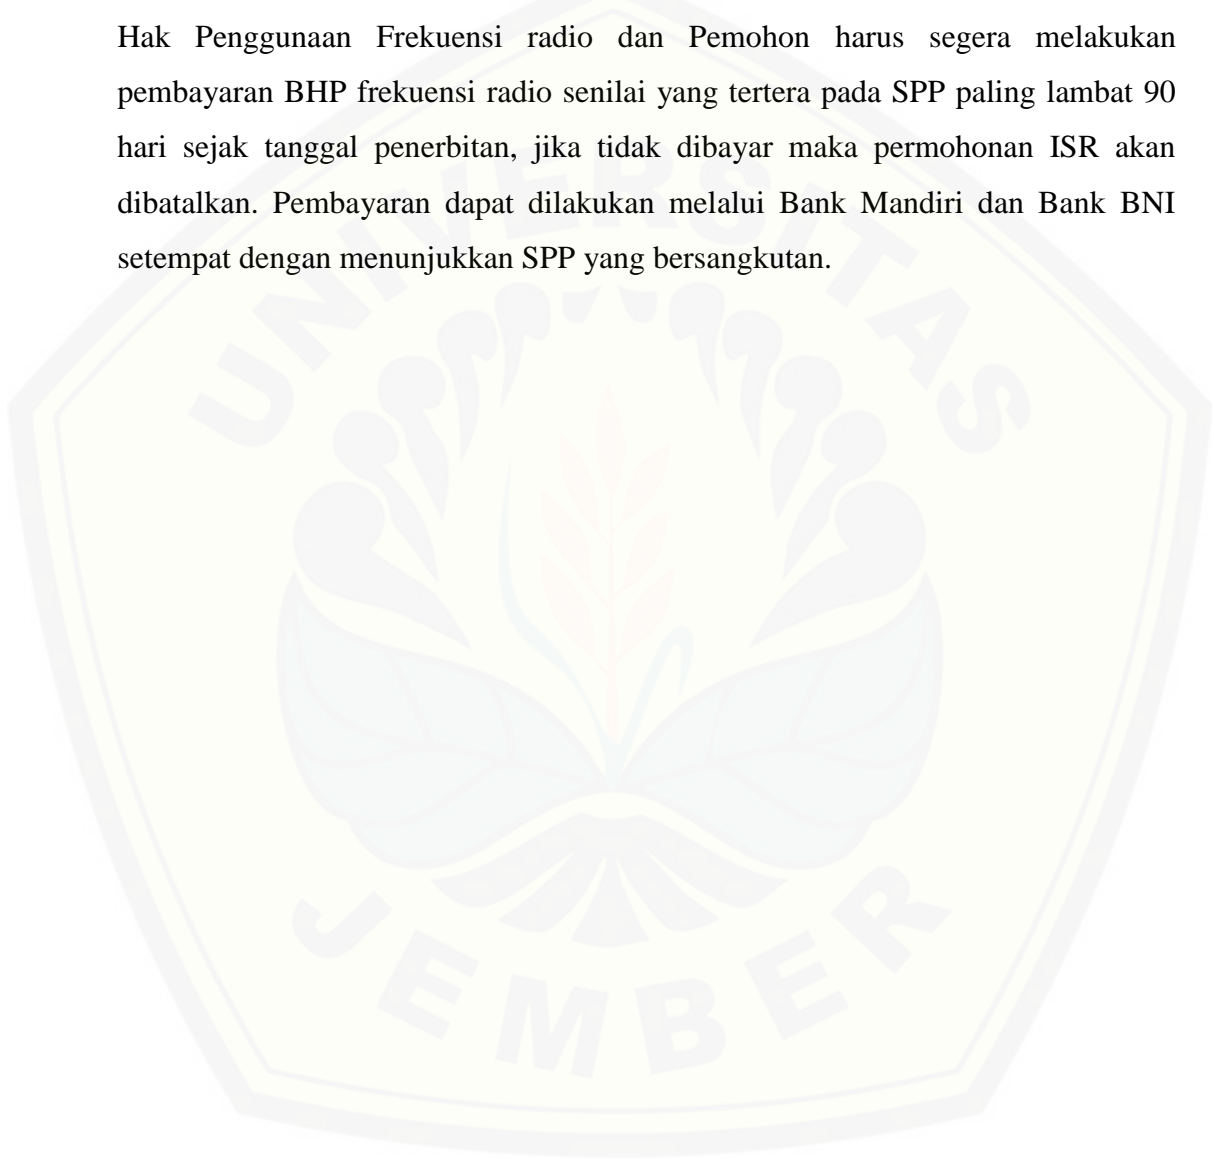 Hak Penggunaan Frekuensi radio dan Pemohon harus segera melakukan
pembayaran BHP frekuensi radio senilai yang tertera pada SPP paling lambat 90
hari sejak tanggal penerbitan, jika tidak dibayar maka permohonan ISR akan
dibatalkan. Pembayaran dapat dilakukan melalui Bank Mandiri dan Bank BNI
setempat dengan menunjukkan SPP yang bersangkutan.
UNIVERSITAS
JEMBER